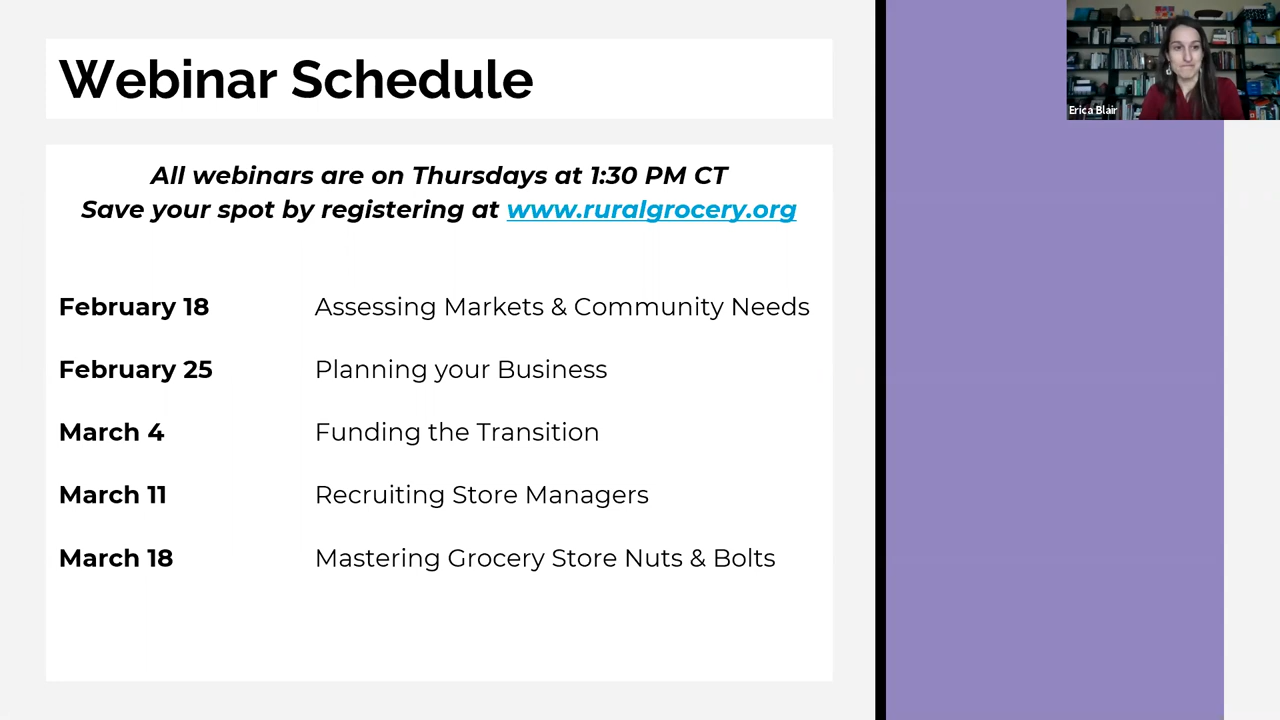 Webinar Schedule
Erica Blair
All webinars are on Thursdays at 1:30 PM CT
Save your spot by registering at www.ruralgrocery.org
February 18 Assessing Markets & Community Needs
February 25 Planning your Business
March 4 Funding the Transition
March 11 Recruiting Store Managers
March 18 Mastering Grocery Store Nuts & Bolts